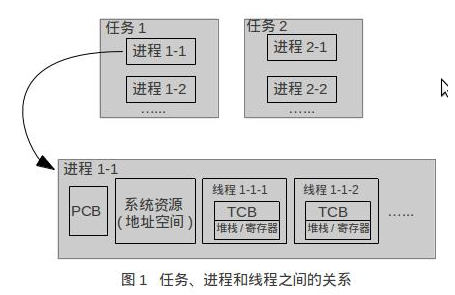 任务 1
任务 2
进程 1-1
进程 2-1
进程 1-2
进程 2-2
…...
…...
进程 1-1
PCB
系统资源
( 地址空间 )
线程 1-1-1
TCB
堆栈 / 寄存器
线程 1-1-2
TCB
堆栈 / 寄存器
…...
图 1 任务、进程和线程之间的关系